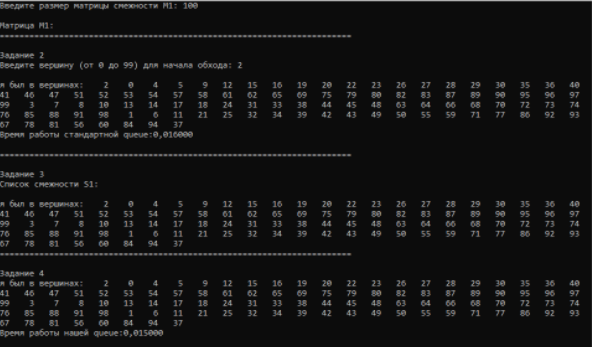 Введите размер матрицы смежности M1: 100
Матрица M1:
======================================================================
Задание 2
Введите вершину (от 0 до 99) для начала обхода: 2
я был в вершинах: 2 0 4 5 9 12 15 16 19 20 22 23 26 27 28 29 30 35 36 40
41 46 47 51 52 53 54 57 58 61 62 65 69 75 79 80 82 83 87 89 90 95 96 97
99 3 7 8 10 13 14 17 18 24 31 33 38 44 45 48 63 64 66 68 70 72 73 74
76 85 88 91 98 1 6 11 21 25 32 34 39 42 43 49 50 55 59 71 77 86 92 93
67 78 81 56 60 84 94 37
Время работы стандартной queue:0,016000
======================================================================
Задание 3
Список смежности S1:
я был в вершинах: 2 0 4 5 9 12 15 16 19 20 22 23 26 27 28 29 30 35 36 40
41 46 47 51 52 53 54 57 58 61 62 65 69 75 79 80 82 83 87 89 90 95 96 97
99 3 7 8 10 13 14 17 18 24 31 33 38 44 45 48 63 64 66 68 70 72 73 74
76 85 88 91 98 1 6 11 21 25 32 34 39 42 43 49 50 55 59 71 77 86 92 93
67 78 81 56 60 84 94 37
======================================================================
Задание 4
я был в вершинах: 2 0 4 5 9 12 15 16 19 20 22 23 26 27 28 29 30 35 36 40
41 46 47 51 52 53 54 57 58 61 62 65 69 75 79 80 82 83 87 89 90 95 96 97
99 3 7 8 10 13 14 17 18 24 31 33 38 44 45 48 63 64 66 68 70 72 73 74
76 85 88 91 98 1 6 11 21 25 32 34 39 42 43 49 50 55 59 71 77 86 92 93
67 78 81 56 60 84 94 37
Время работы нашей queue:0,015000